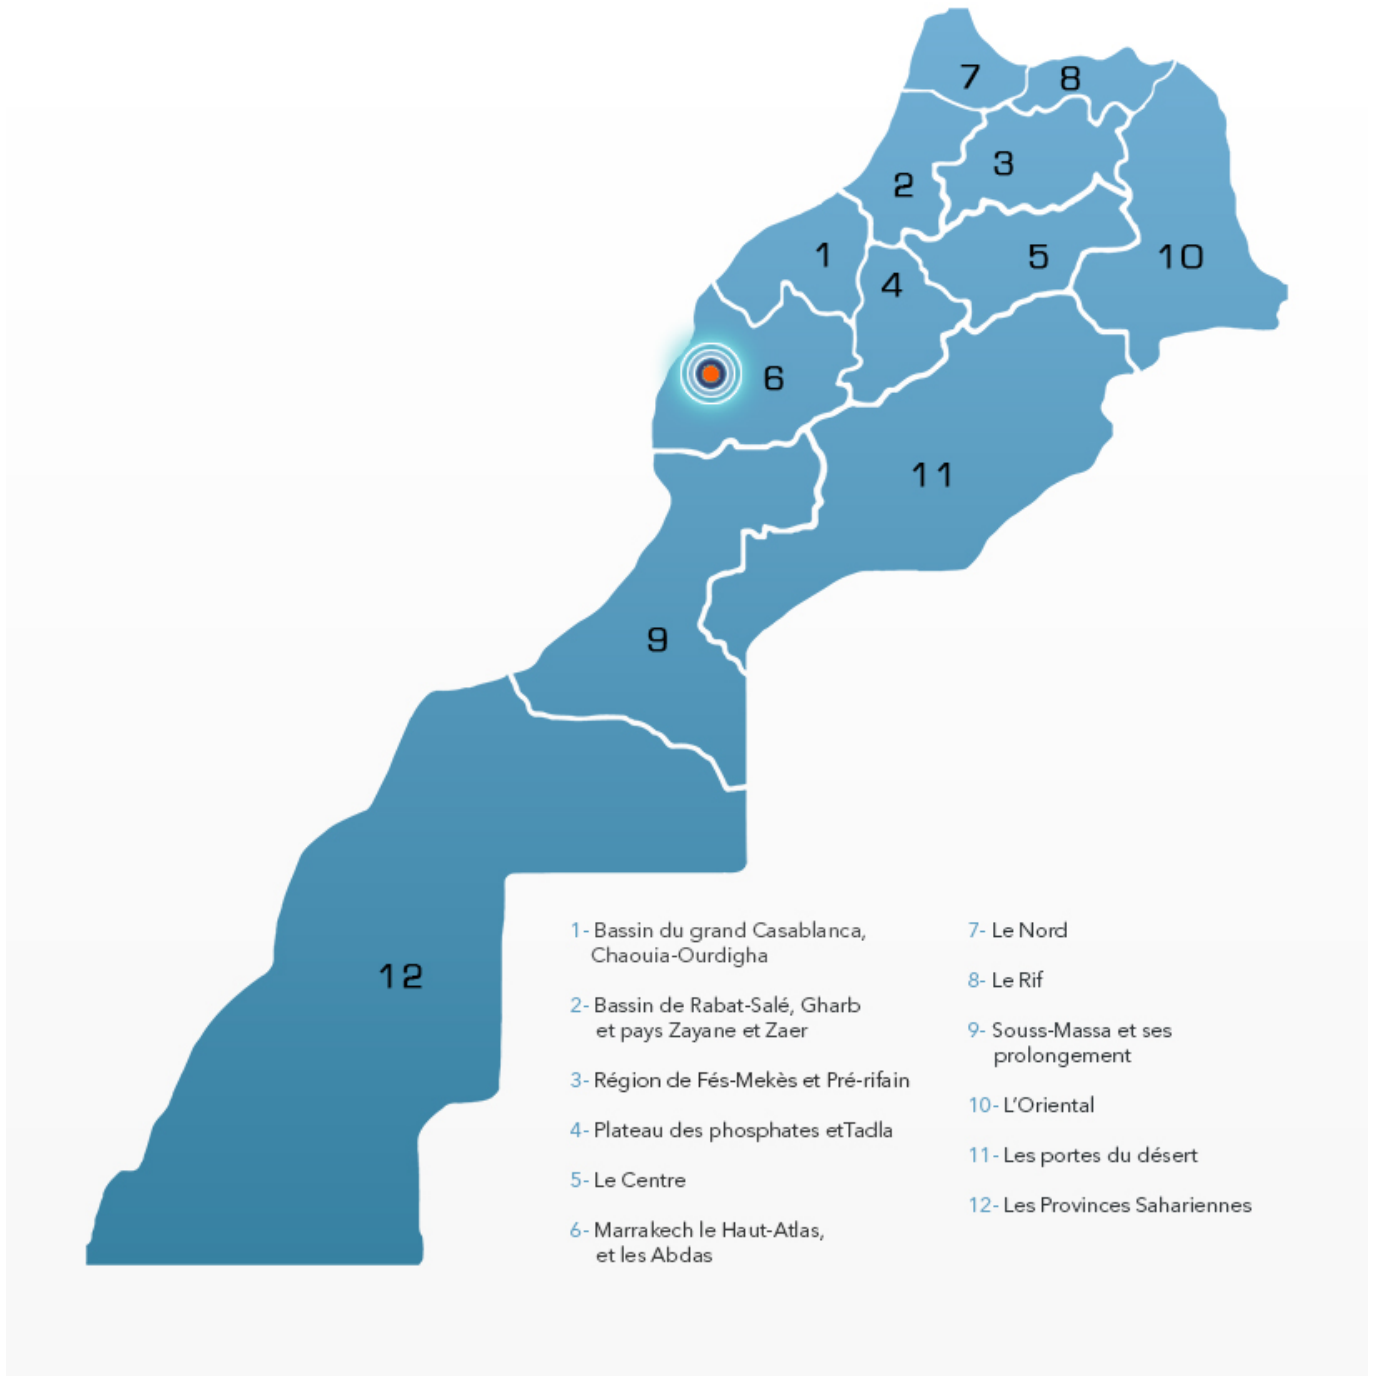 7
8
3
2
1
5
10
4
6
11
9
12
1- Bassin du grand Casablanca,
Chaouia-Ourdigha
2- Bassin de Rabat-Salé, Gharb
et pays Zayane et Zaer
3- Région de Fés-Mekès et Pré-rifain
4- Plateau des phosphates etTadla
5- Le Centre
6- Marrakech le Haut-Atlas,
et les Abdas
7- Le Nord
8- Le Rif
9- Souss-Massa et ses
prolongement
10- L’Oriental
11- Les portes du désert
12- Les Provinces Sahariennes